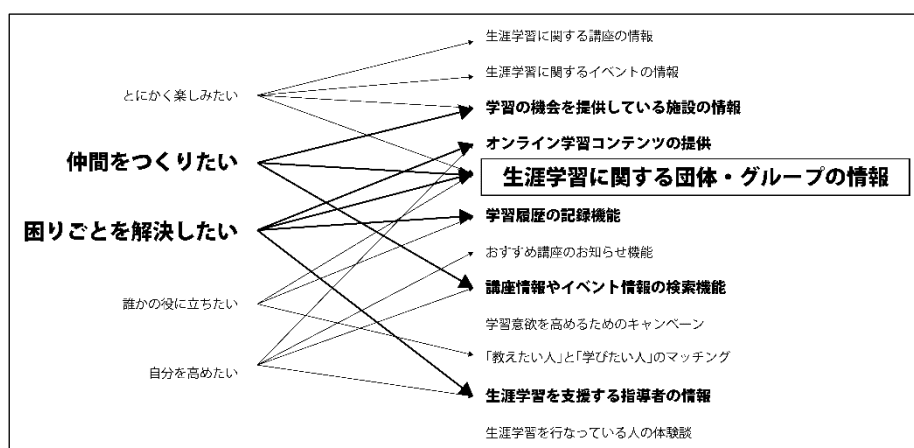 とにかく楽しみたい
仲間をつくりたい
困りごとを解決したい
誰かの役に立ちたい
自分を高めたい
生涯学習に関する講座の情報
生涯学習に関するイベントの情報
学習の機会を提供している施設の情報
オンライン学習コンテンツの提供
生涯学習に関する団体・グループの情報
学習履歴の記録機能
おすすめ講座のお知らせ機能
講座情報やイベント情報の検索機能
学習意欲を高めるためのキャンペーン
「教えたい人」と「学びたい人」のマッチング
生涯学習を支援する指導者の情報
生涯学習を行なっている人の体験談